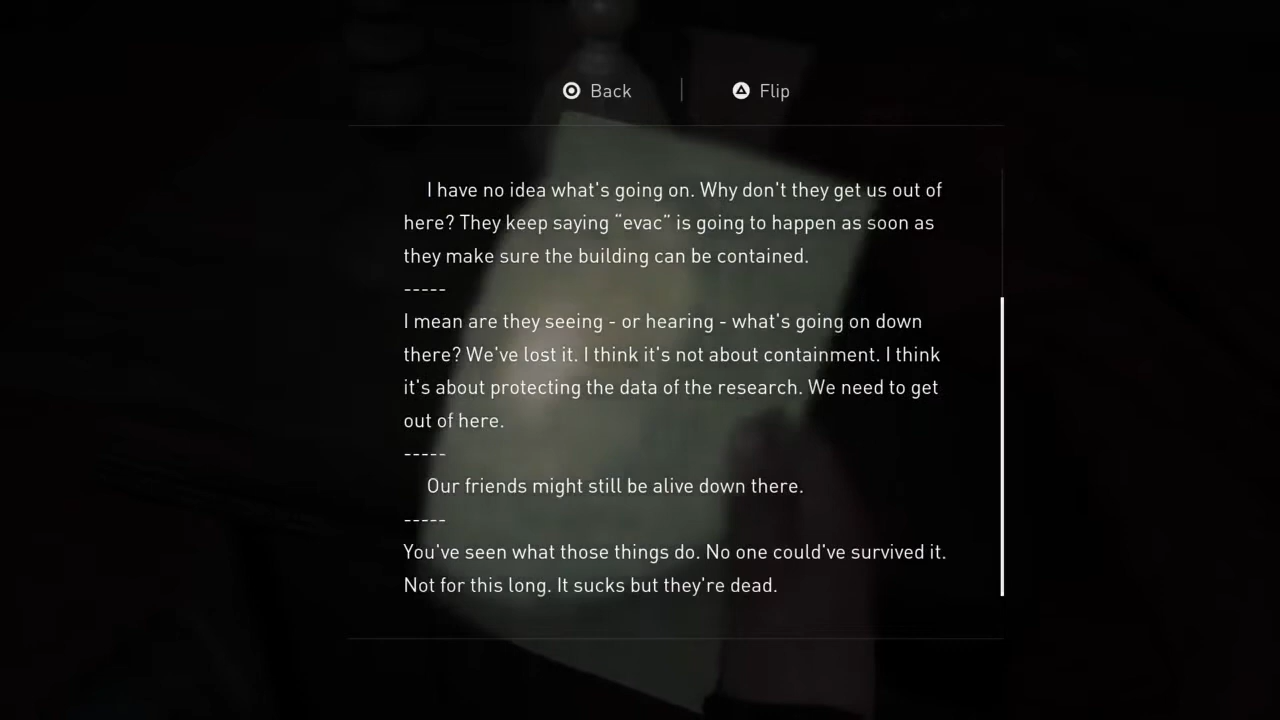 Back | Flip
I have no idea what's going on. Why don't they get us out of
here? They keep saying “evac” is going to happen as soon as
they make sure the building can be contained.
-----
I mean are they seeing - or hearing - what's going on down
there? We've lost it. I think it's not about containment. I think
it's about protecting the data of the research. We need to get
out of here.
-----
Our friends might still be alive down there.
-----
You've seen what those things do. No one could've survived it.
Not for this long. It sucks but they're dead.